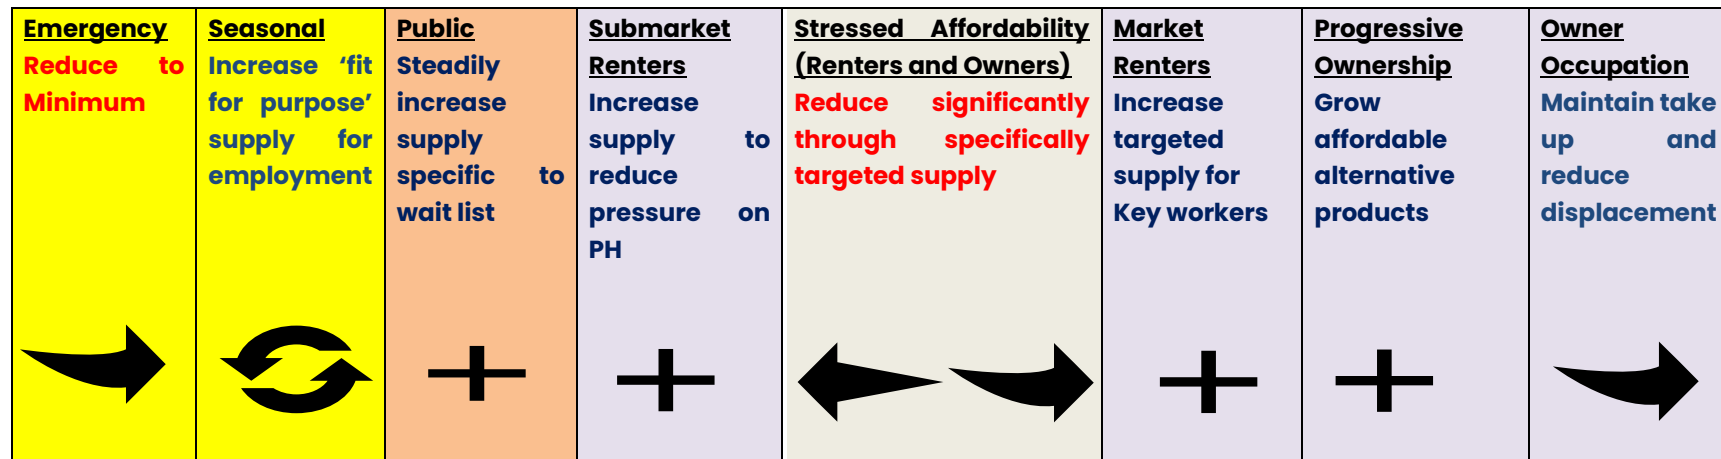 Emergency
Reduce to
Minimum
Seasonal
Increase ‘fit
for purpose’
supply for
employment
Public
Steadily
increase
supply
specific to
wait list
Submarket
Renters
Increase
supply to
reduce
pressure on
PH
Stressed Affordability
(Renters and Owners)
Reduce significantly
through specifically
targeted supply
Market
Renters
Increase
targeted
supply for
Key workers
Progressive
Ownership
Grow
affordable
alternative
products
Owner
Occupation
Maintain take
up and
reduce
displacement